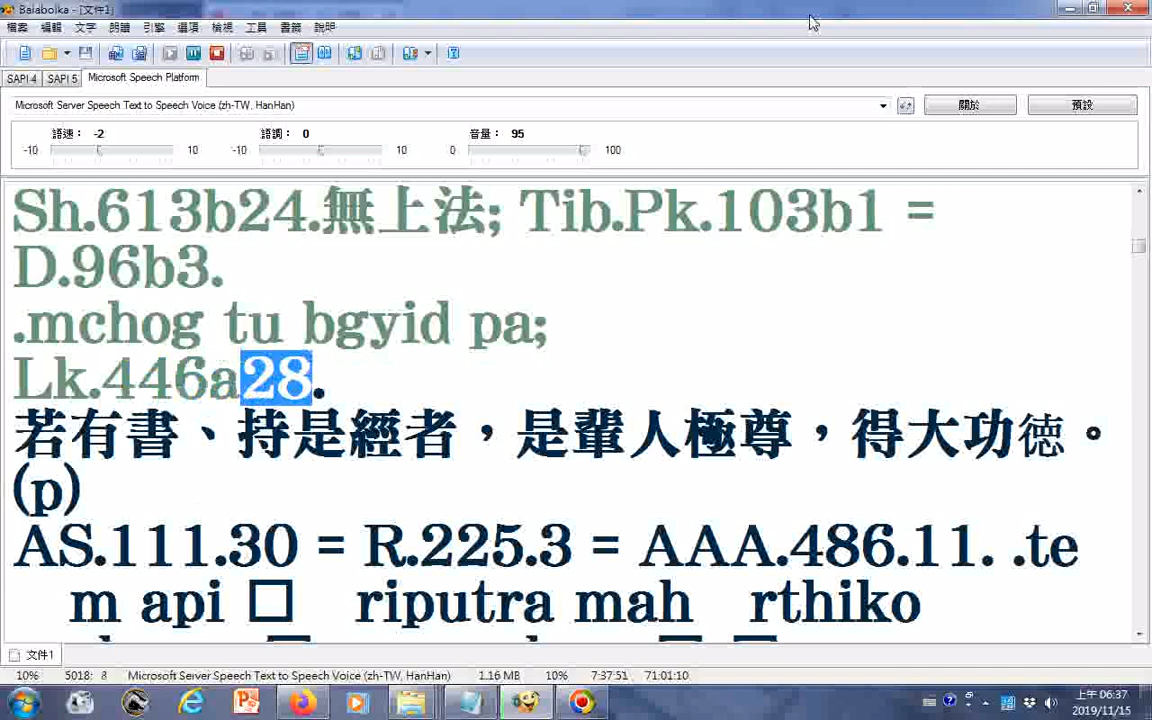 Balabolka - [文件1]
檔案 編輯 文字 朗讀 引擎 選項 檢視 工具 書籤 說明
SAPI 4 SAPI 5 Microsoft Speech Platform
Microsoft Server Speech Text to Speech Voice (zh-TW, HanHan) 關於 預設
語速： -2 語調： 0 音量： 95
-10 10 -10 10 0 100
Sh.613b24.無上法; Tib.Pk.103b1 =
D.96b3.
.mchog tu bgyid pa;
Lk.446a28.
若有書、持是經者，是輩人極尊，得大功德。
(p)
AS.111.30 = R.225.3 = AAA.486.11. .te
m api □ riputra mah rthiko
文件1
10% 5018: 8 Microsoft Server Speech Text to Speech Voice (zh-TW, HanHan) 1.16 MB 10% 7:37:51 71:01:10
上午 06:37
2019/11/15